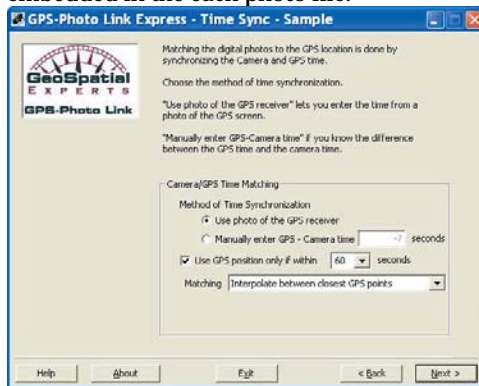 embedded in the each photo file.
GPS-Photo Link Express - Time Sync - Sample
GeoSpatial
EXPERTS
GPS-Photo Link
Matching the digital photos to the GPS location is done by
synchronizing the Camera and GPS time.
Choose the method of time synchronization.
"Use photo of the GPS receiver" lets you enter the time from a
photo of the GPS screen.
"Manually enter GPS-Camera time" if you know the difference
between the GPS time and the camera time.
Camera/GPS Time Matching
Method of Time Synchronization
Use photo of the GPS receiver
Manually enter GPS - Camera time -7 seconds
Use GPS position only if within 60 seconds
Matching Interpolate between closest GPS points
Help About Exit < Back Next >